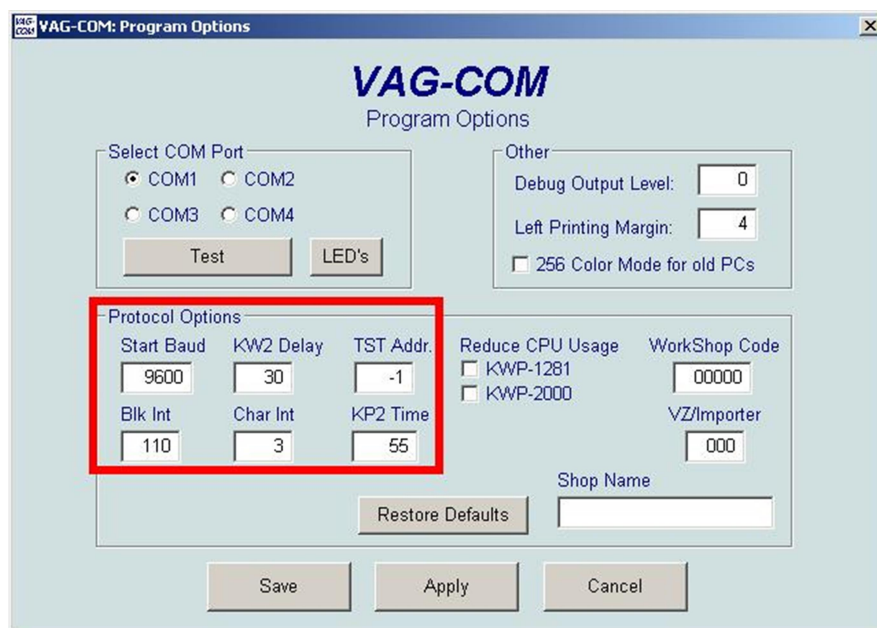 VAG-COM: Program Options
VAG-COM
Program Options
Select COM Port
COM1 COM2
COM3 COM4
Test LED's
Other
Debug Output Level: 0
Left Printing Margin: 4
256 Color Mode for old PCs
Protocol Options
Start Baud KW2 Delay TST Addr.
9600 30 -1
Blk Int Char Int KP2 Time
110 3 55
Reduce CPU Usage
KWP-1281
KWP-2000
WorkShop Code
00000
VZ/Importer
000
Shop Name
Restore Defaults
Save Apply Cancel